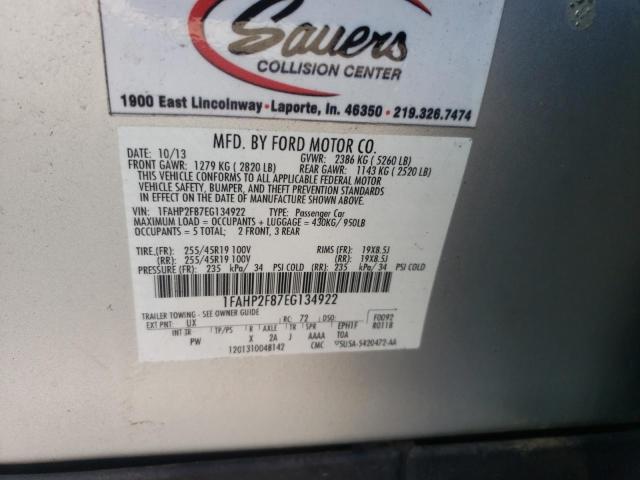 Sauers
COLLISION CENTER
1900 East Lincolnway • Laporte, In. 46350 • 219.326.7474
MFD. BY FORD MOTOR CO.
DATE: 10/13 GVWR: 2386 KG ( 5260 LB)
FRONT GAWR: 1279 KG ( 2820 LB) REAR GAWR: 1143 KG ( 2520 LB)
THIS VEHICLE CONFORMS TO ALL APPLICABLE FEDERAL MOTOR
VEHICLE SAFETY, BUMPER, AND THEFT PREVENTION STANDARDS
IN EFFECT ON THE DATE OF MANUFACTURE SHOWN ABOVE.
VIN: 1FAHP2F87EG134922 TYPE: Passenger Car
MAXIMUM LOAD = OCCUPANTS + LUGGAGE = 430KG/ 950LB
OCCUPANTS = 5 TOTAL; 2 FRONT, 3 REAR
TIRE, (FR): 255/45R19 100V RIMS (FR): 19X8.5J
(RR): 255/45R19 100V (RR): 19X8.5J
PRESSURE (FR): 235 kPa/ 34 PSI COLD (RR): 235 kPa/ 34 PSI COLD
1FAHP2F87EG134922
TRAILER TOWING - SEE OWNER GUIDE
EXT PNT: UX RC: 72 DSO: F0092
R0118
INT TR TP/PS R AXLE TR SPR EPH1F
PW X 2A J AAAA TOA
1201310048142 CMC 5U5A-5420472-AA